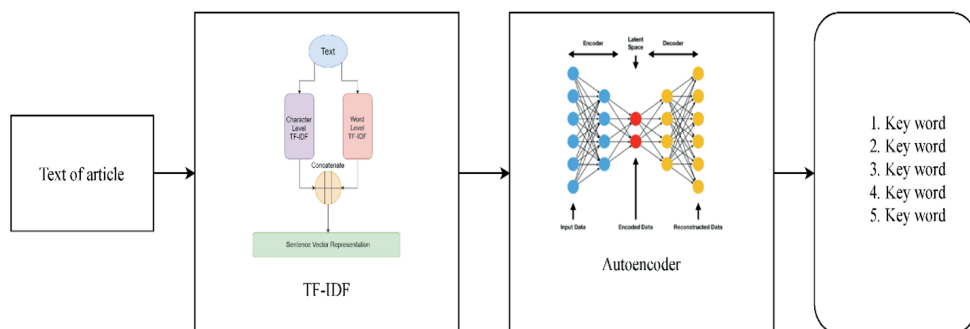 Text of article
Text
Character
Level
TF-IDF
Word
Level
TF-IDF
Concatenate
Sentence Vector Representation
TF-IDF
Encoder
Latent
Space
Decoder
Input Data
Encoded Data
Reconstructed Data
Autoencoder
1. Key word
2. Key word
3. Key word
4. Key word
5. Key word